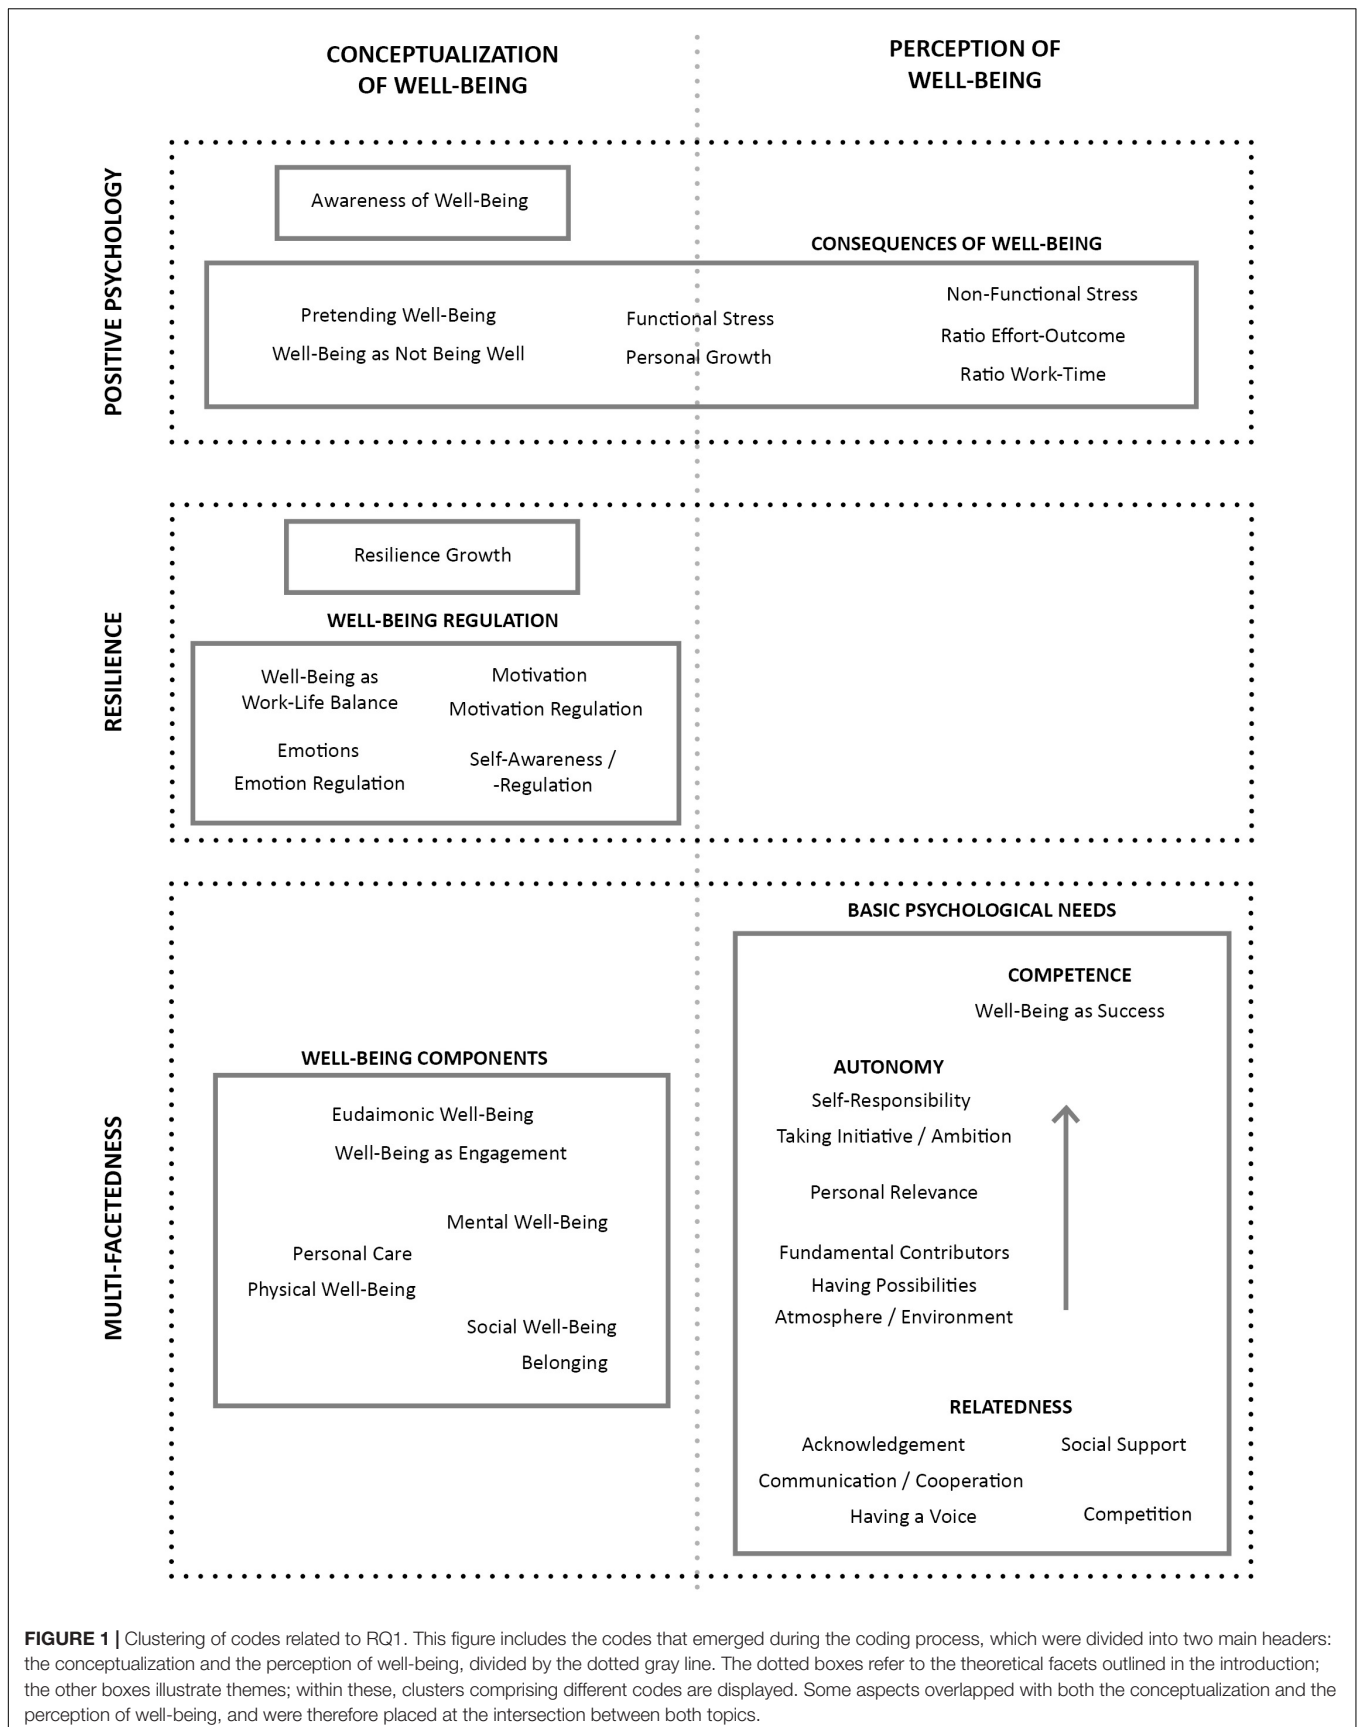 CONCEPTUALIZATION
OF WELL-BEING
PERCEPTION OF
WELL-BEING
POSITIVE PSYCHOLOGY
Awareness of Well-Being
CONSEQUENCES OF WELL-BEING
Pretending Well-Being
Well-Being as Not Being Well
Functional Stress
Personal Growth
Non-Functional Stress
Ratio Effort-Outcome
Ratio Work-Time
RESILIENCE
Resilience Growth
WELL-BEING REGULATION
Well-Being as
Work-Life Balance
Emotions
Emotion Regulation
Motivation
Motivation Regulation
Self-Awareness /
-Regulation
MULTI-FACETEDNESS
WELL-BEING COMPONENTS
Eudaimonic Well-Being
Well-Being as Engagement
Mental Well-Being
Personal Care
Physical Well-Being
Social Well-Being
Belonging
BASIC PSYCHOLOGICAL NEEDS
COMPETENCE
Well-Being as Success
AUTONOMY
Self-Responsibility
Taking Initiative / Ambition
Personal Relevance
Fundamental Contributors
Having Possibilities
Atmosphere / Environment
RELATEDNESS
Acknowledgement
Social Support
Communication / Cooperation
Having a Voice
Competition
FIGURE 1 | Clustering of codes related to RQ1. This figure includes the codes that emerged during the coding process, which were divided into two main headers:
the conceptualization and the perception of well-being, divided by the dotted gray line. The dotted boxes refer to the theoretical facets outlined in the introduction;
the other boxes illustrate themes; within these, clusters comprising different codes are displayed. Some aspects overlapped with both the conceptualization and the
perception of well-being, and were therefore placed at the intersection between both topics.